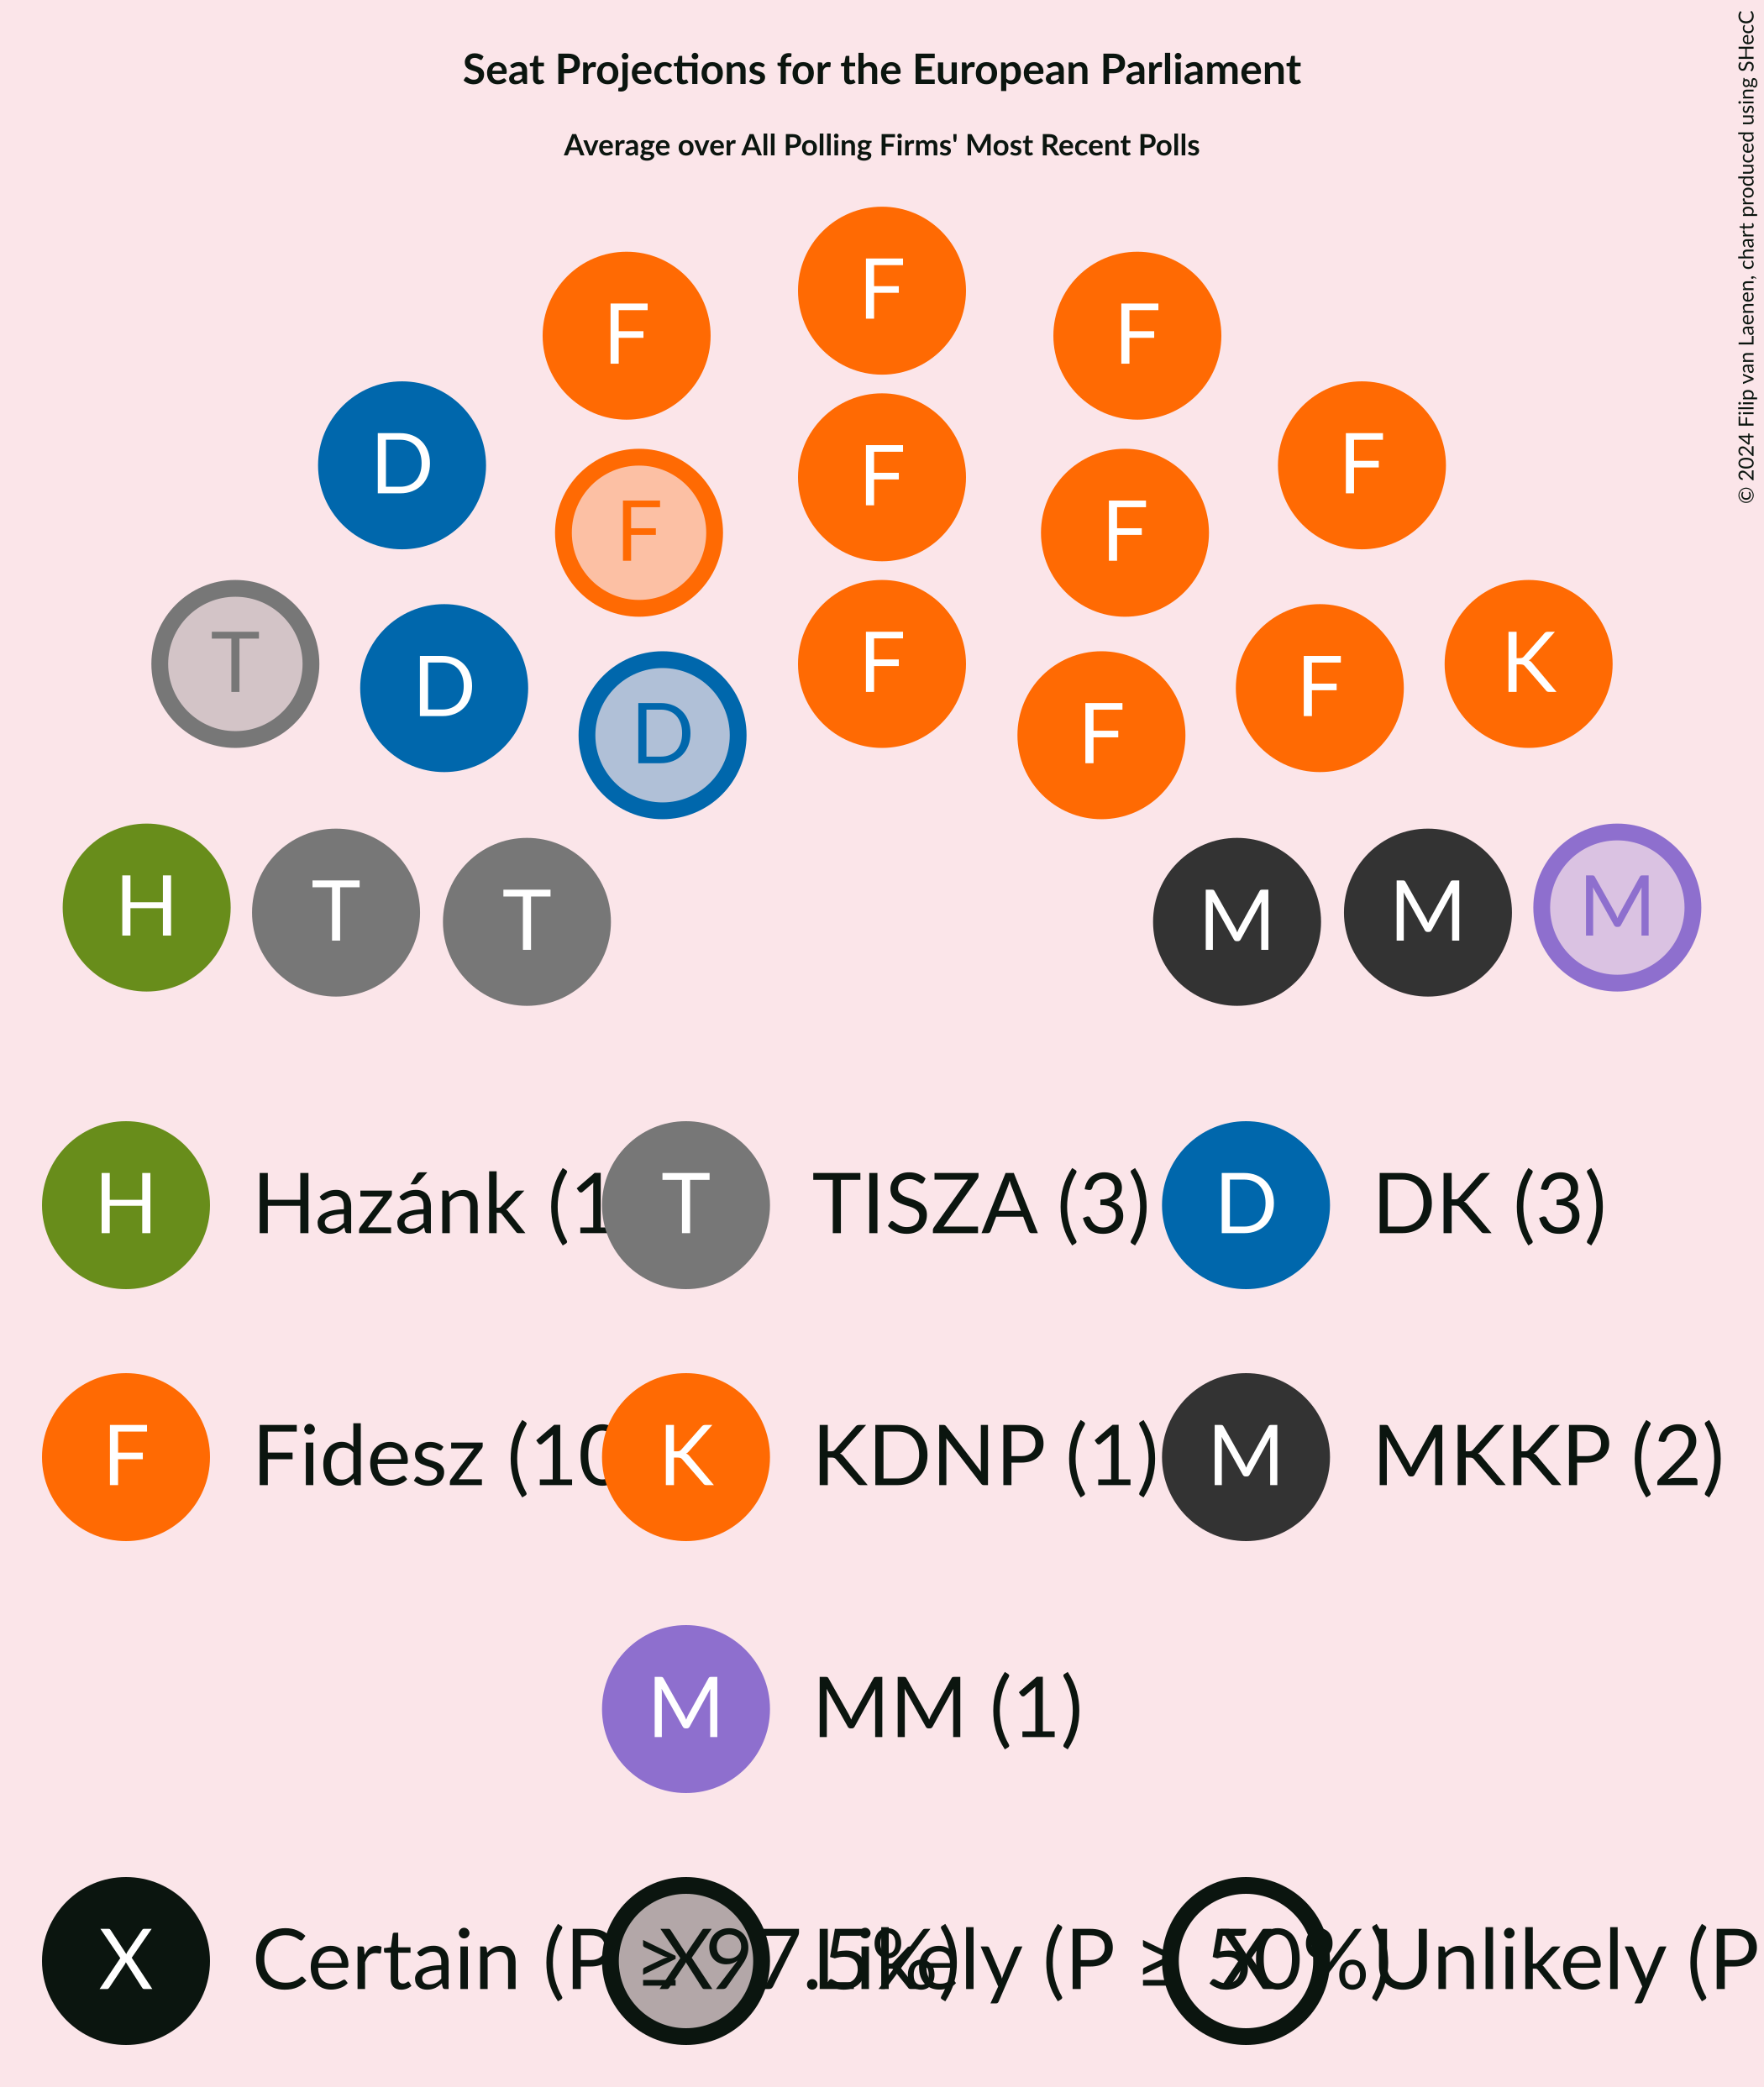 Seat Projections for the European Parliament
Average over All Polling Firms' Most Recent Polls
© 2024 Filip van Laenen, chart produced using SHecC
F
F F
D F
F F F
T F K
D D F F
H T T M M M
H Hazánk (1 T TISZA (3) D DK (3)
F Fidesz (10 K KDNP (1) M MKKP (2)
M MM (1)
X Certain (P ≥ 97.5%) X Likely (P ≥ 50%) X Unlikely (P